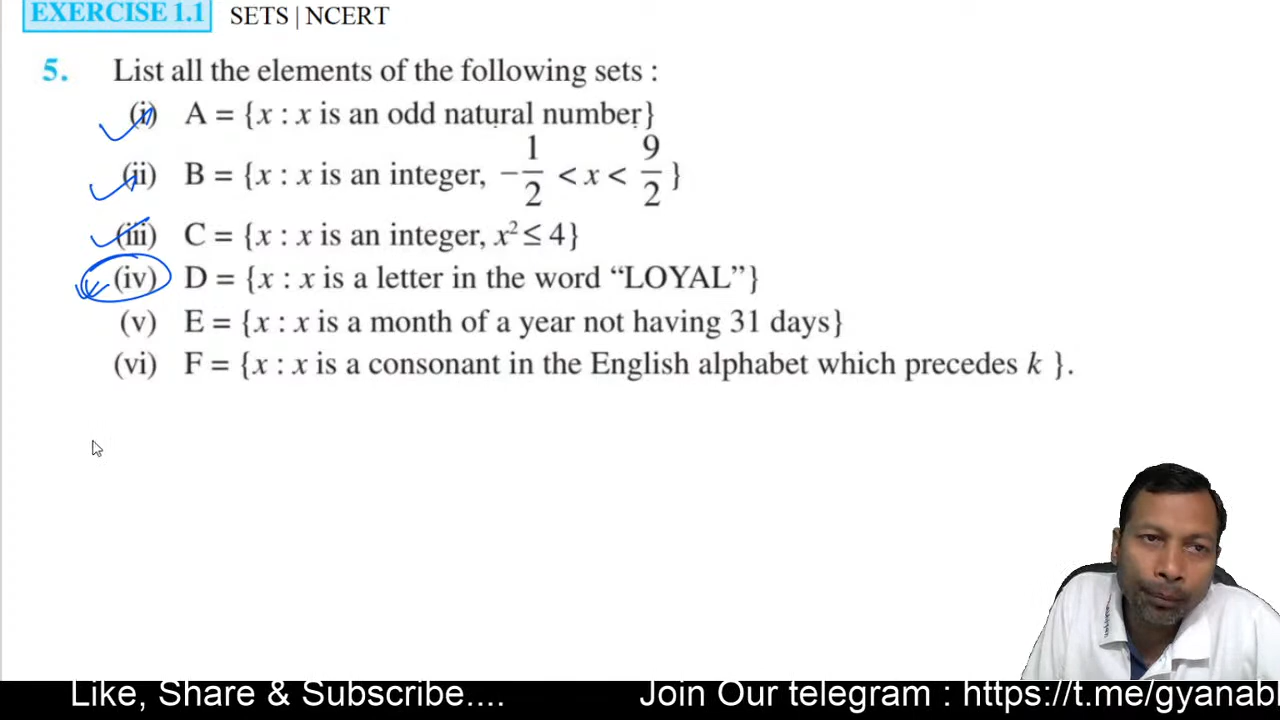 EXERCISE 1.1 SETS | NCERT
5. List all the elements of the following sets :
(i) A = {x : x is an odd natural number}
(ii) B = {x : x is an integer, −1/2 < x < 9/2 }
(iii) C = {x : x is an integer, x² ≤ 4}
(iv) D = {x : x is a letter in the word “LOYAL”}
(v) E = {x : x is a month of a year not having 31 days}
(vi) F = {x : x is a consonant in the English alphabet which precedes k }.
Like, Share & Subscribe.... Join Our telegram : https://t.me/gyanab